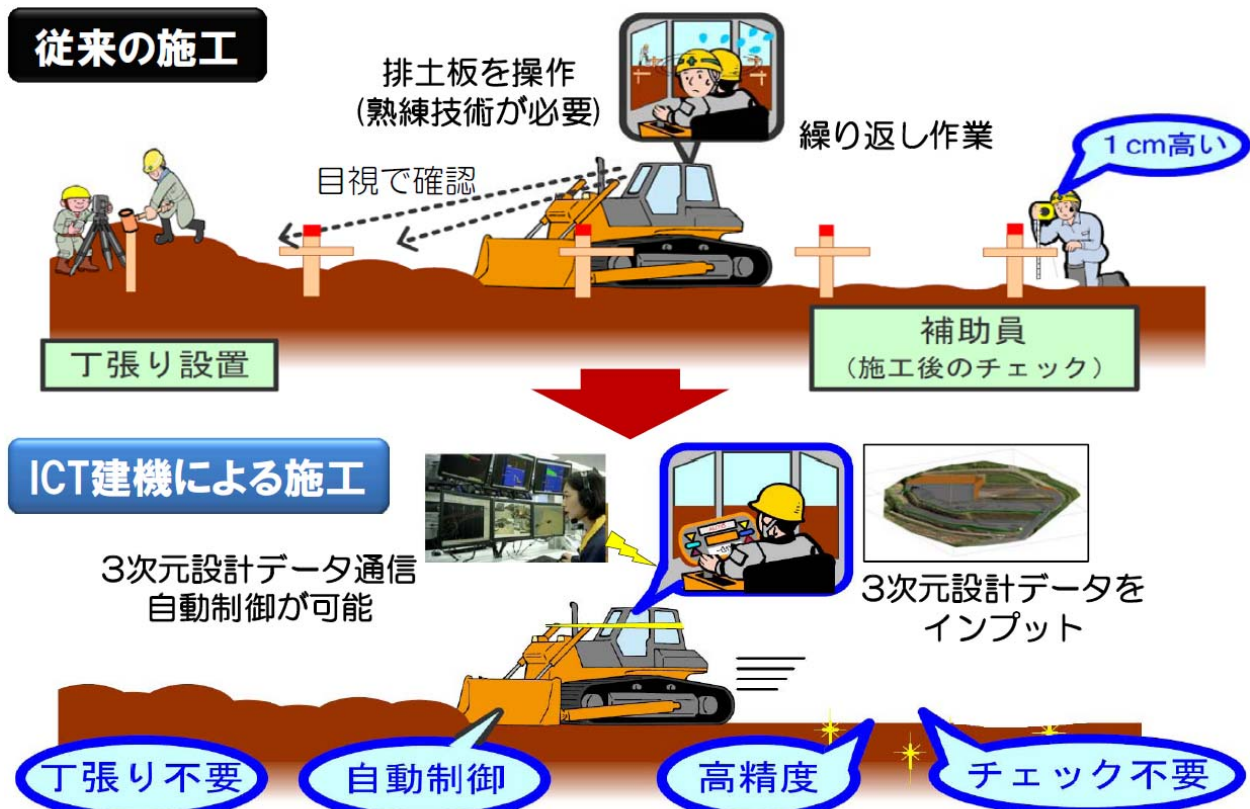 従来の施工
排土板を操作
(熟練技術が必要)
繰り返し作業
1cm高い
目視で確認
丁張り設置
補助員
(施工後のチェック)
ICT建機による施工
3次元設計データ通信
自動制御が可能
3次元設計データを
インプット
丁張り不要
自動制御
高精度
チェック不要